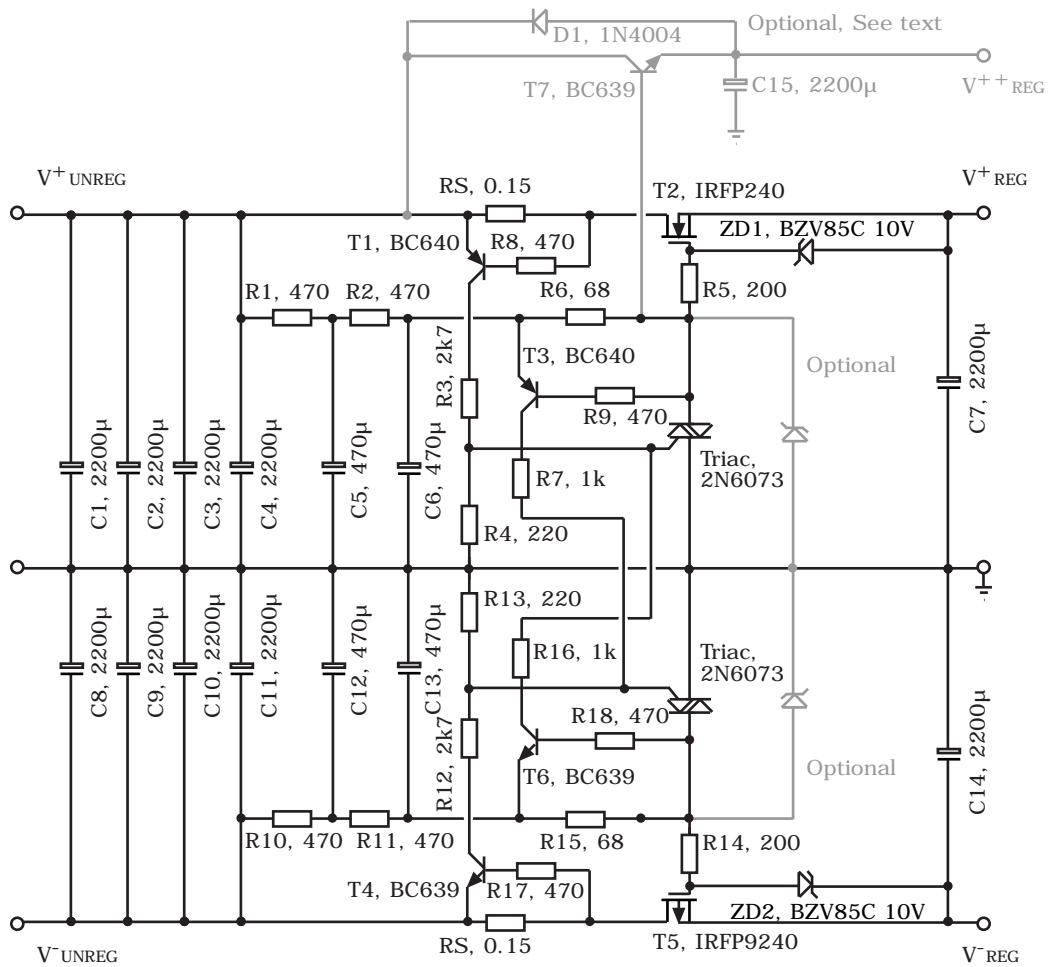 D1, 1N4004
Optional, See text
T7, BC639
C15, 2200µ
V++REG
V+UNREG
RS, 0.15
T2, IRFP240
V+REG
T1, BC640
R8, 470
ZD1, BZV85C 10V
R1, 470
R2, 470
R6, 68
R5, 200
R3, 2k7
T3, BC640
Optional
C7, 2200µ
R9, 470
C1, 2200µ
C2, 2200µ
C3, 2200µ
C4, 2200µ
C5, 470µ
C6, 470µ
R7, 1k
Triac,
2N6073
R4, 220
R13, 220
C8, 2200µ
C9, 2200µ
C10, 2200µ
C11, 2200µ
C12, 470µ
C13, 470µ
R16, 1k
Triac,
2N6073
R12, 2k7
R18, 470
T6, BC639
Optional
C14, 2200µ
R10, 470
R11, 470
R15, 68
R14, 200
T4, BC639
R17, 470
ZD2, BZV85C 10V
V-UNREG
RS, 0.15
T5, IRFP9240
V-REG